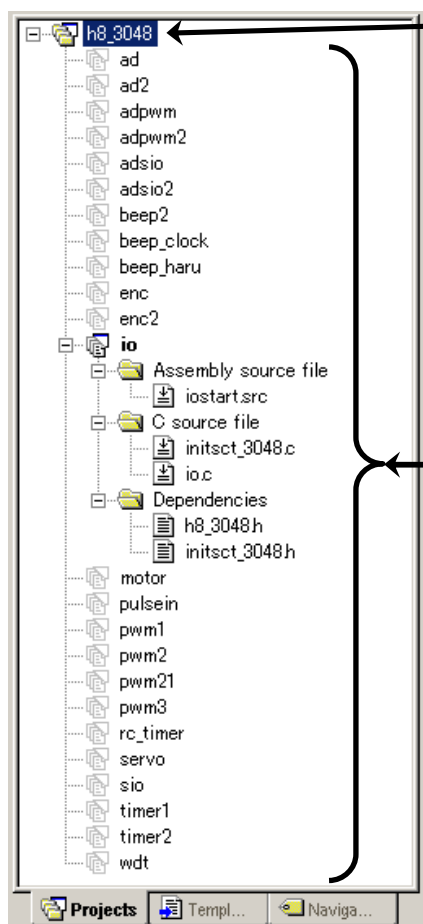 h8_3048
ad
ad2
adpwm
adpwm2
adsio
adsio2
beep2
beep_clock
beep_haru
enc
enc2
io
Assembly source file
iostart.src
C source file
initsct_3048.c
io.c
Dependencies
h8_3048.h
initsct_3048.h
motor
pulsein
pwm1
pwm2
pwm21
pwm3
rc_timer
servo
sio
timer1
timer2
wdt
Projects Templ... Naviga...